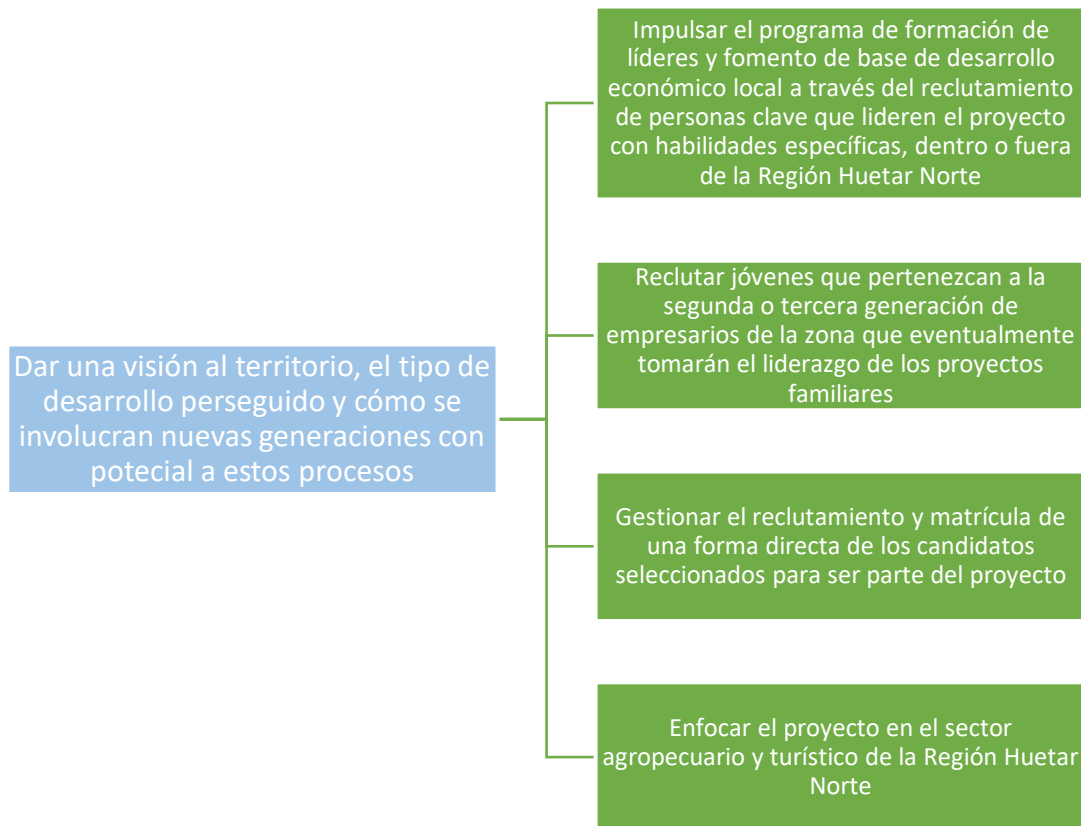 Impulsar el programa de formación de
líderes y fomento de base de desarrollo
económico local a través del reclutamiento
de personas clave que lideren el proyecto
con habilidades específicas, dentro o fuera
de la Región Huetar Norte
Reclutar jóvenes que pertenezcan a la
segunda o tercera generación de
empresarios de la zona que eventualmente
tomarán el liderazgo de los proyectos
familiares
Dar una visión al territorio, el tipo de
desarrollo perseguido y cómo se
involucran nuevas generaciones con
potecial a estos procesos
Gestionar el reclutamiento y matrícula de
una forma directa de los candidatos
seleccionados para ser parte del proyecto
Enfocar el proyecto en el sector
agropecuario y turístico de la Región Huetar
Norte